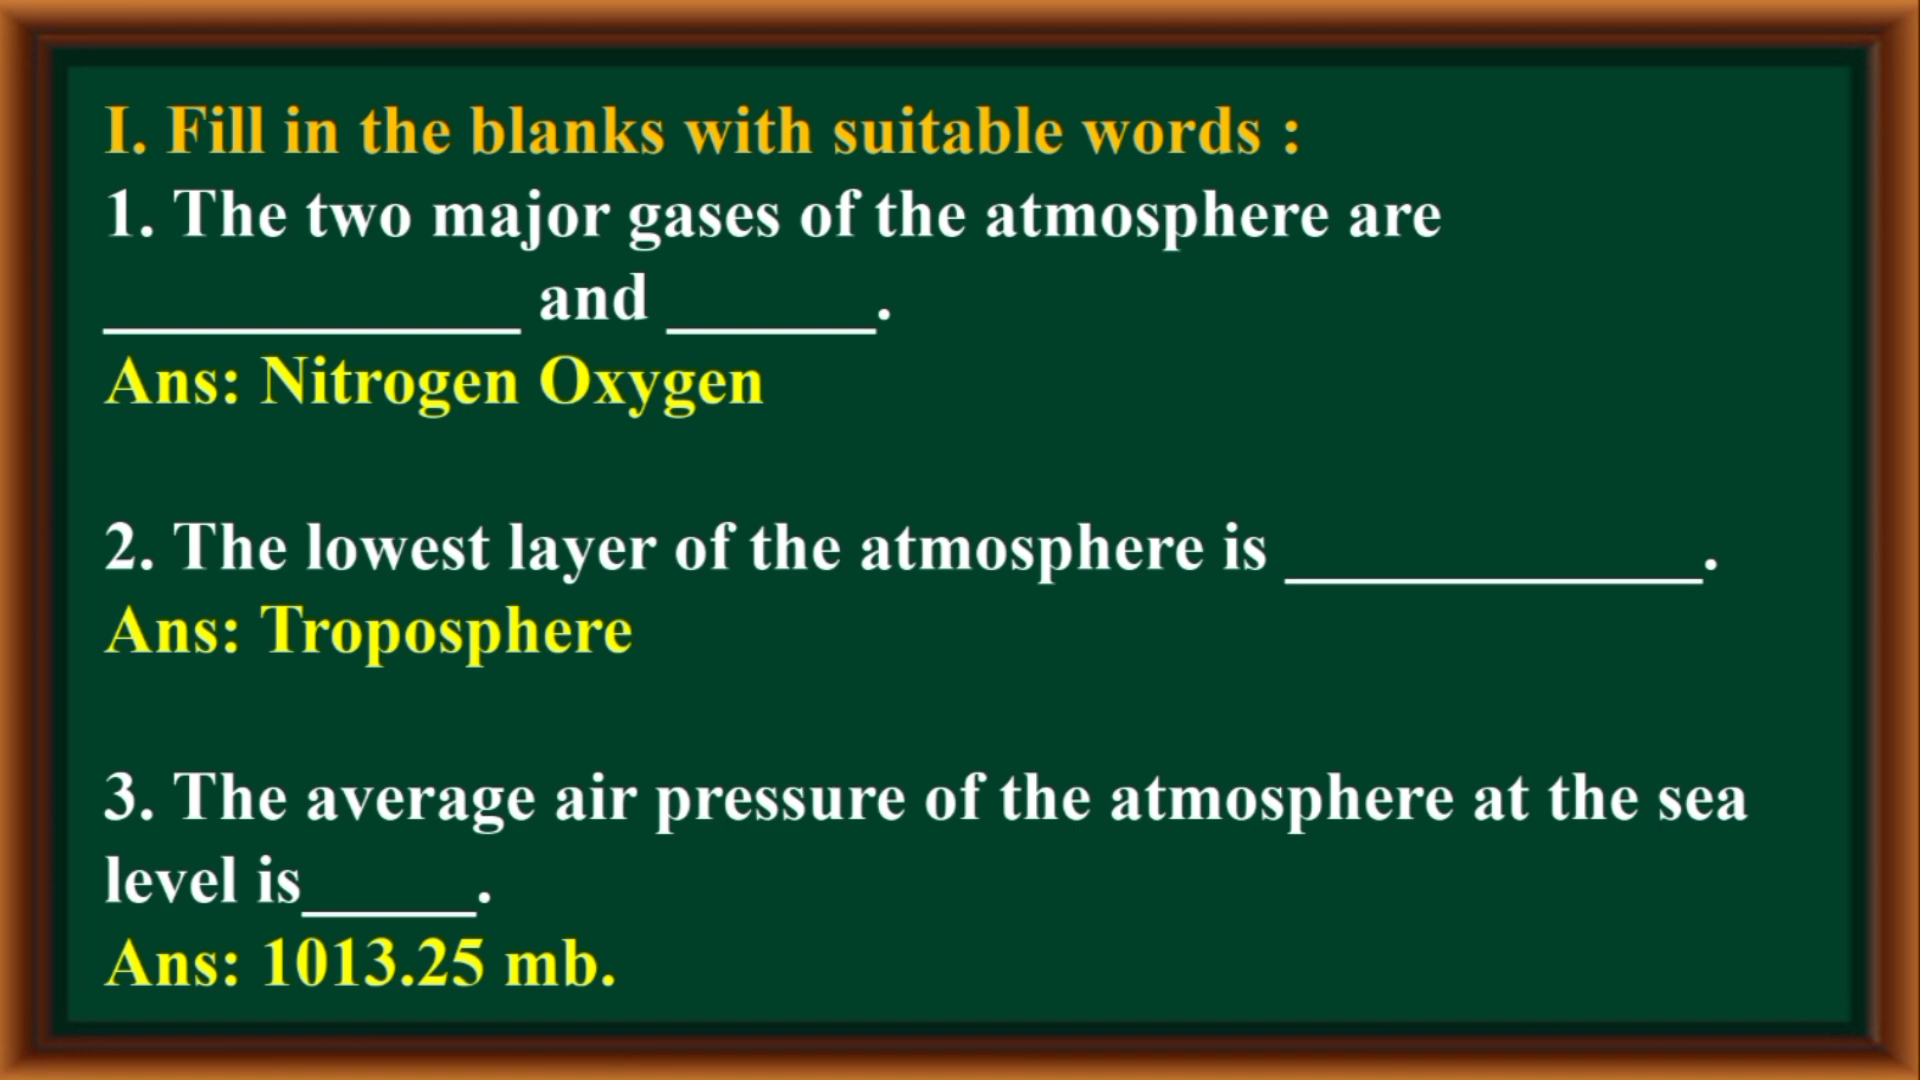 I. Fill in the blanks with suitable words :
1. The two major gases of the atmosphere are
____________ and ______.
Ans: Nitrogen Oxygen
2. The lowest layer of the atmosphere is ____________.
Ans: Troposphere
3. The average air pressure of the atmosphere at the sea
level is_____.
Ans: 1013.25 mb.